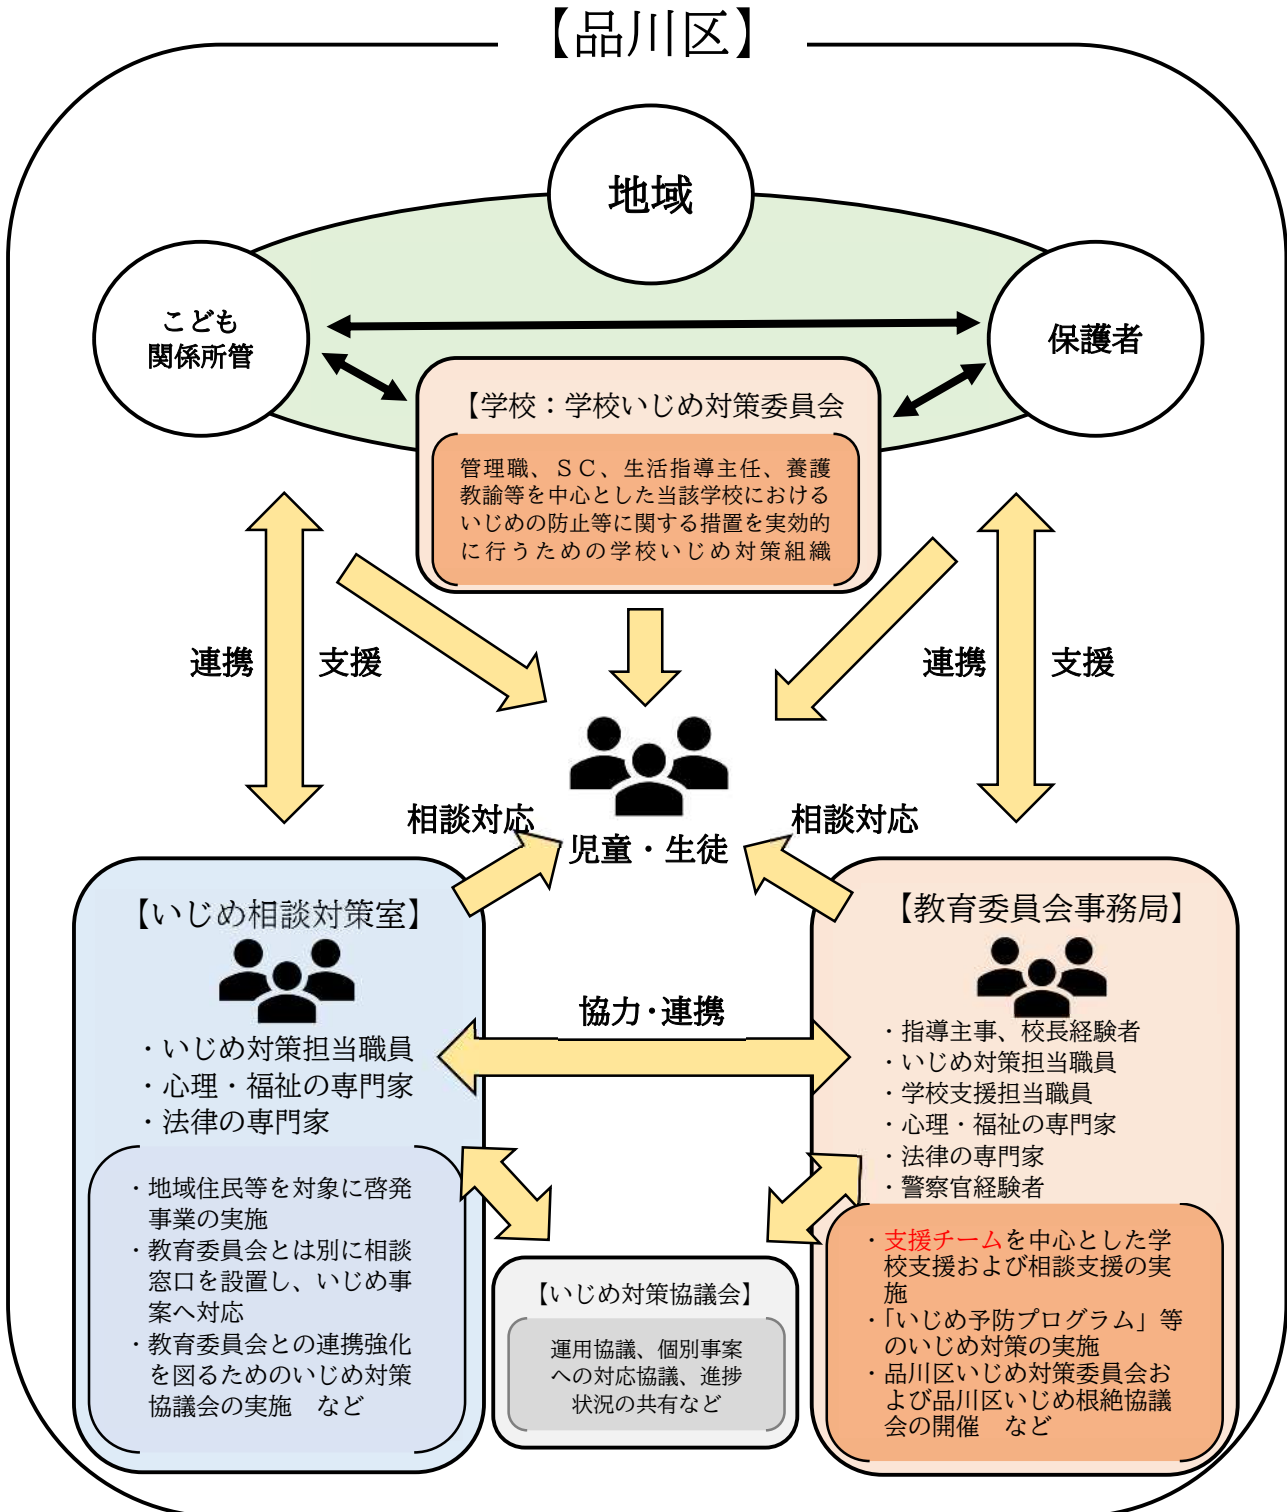 【品川区】
地域
こども
関係所管
保護者
【学校：学校いじめ対策委員会
管理職、ＳＣ、生活指導主任、養護
教諭等を中心とした当該学校における
いじめの防止等に関する措置を実効的
に行うための学校いじめ対策組織
連携
支援
連携
支援
相談対応
相談対応
児童・生徒
【いじめ相談対策室】
・いじめ対策担当職員
・心理・福祉の専門家
・法律の専門家
・地域住民等を対象に啓発
事業の実施
・教育委員会とは別に相談
窓口を設置し、いじめ事
案へ対応
・教育委員会との連携強化
を図るためのいじめ対策
協議会の実施　など
協力・連携
【教育委員会事務局】
・指導主事、校長経験者
・いじめ対策担当職員
・学校支援担当職員
・心理・福祉の専門家
・法律の専門家
・警察官経験者
・支援チームを中心とした学
校支援および相談支援の実
施
・「いじめ予防プログラム」等
のいじめ対策の実施
・品川区いじめ対策委員会お
よび品川区いじめ根絶協議
会の開催　など
【いじめ対策協議会】
運用協議、個別事案
への対応協議、進捗
状況の共有など